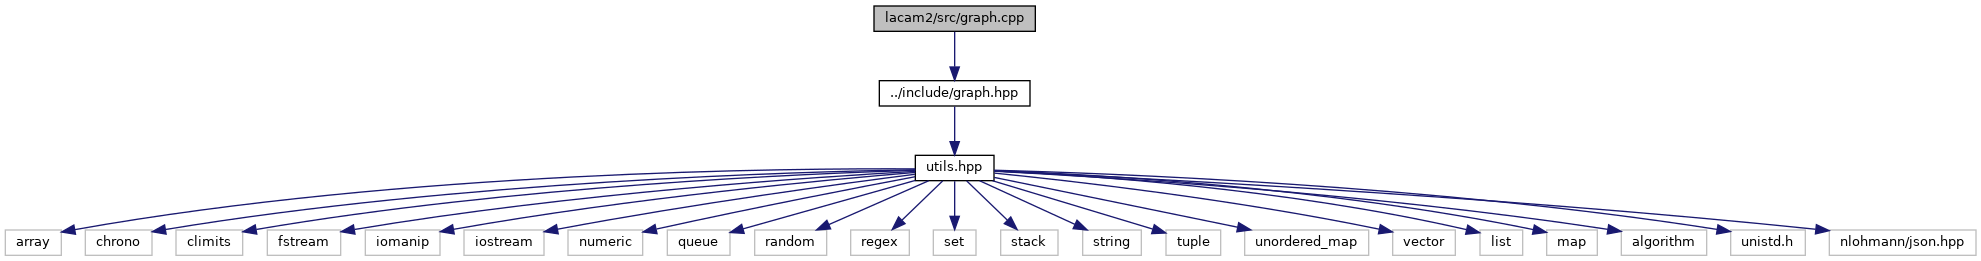 lacam2/src/graph.cpp
../include/graph.hpp
utils.hpp
array
chrono
climits
fstream
iomanip
iostream
numeric
queue
random
regex
set
stack
string
tuple
unordered_map
vector
list
map
algorithm
unistd.h
nlohmann/json.hpp